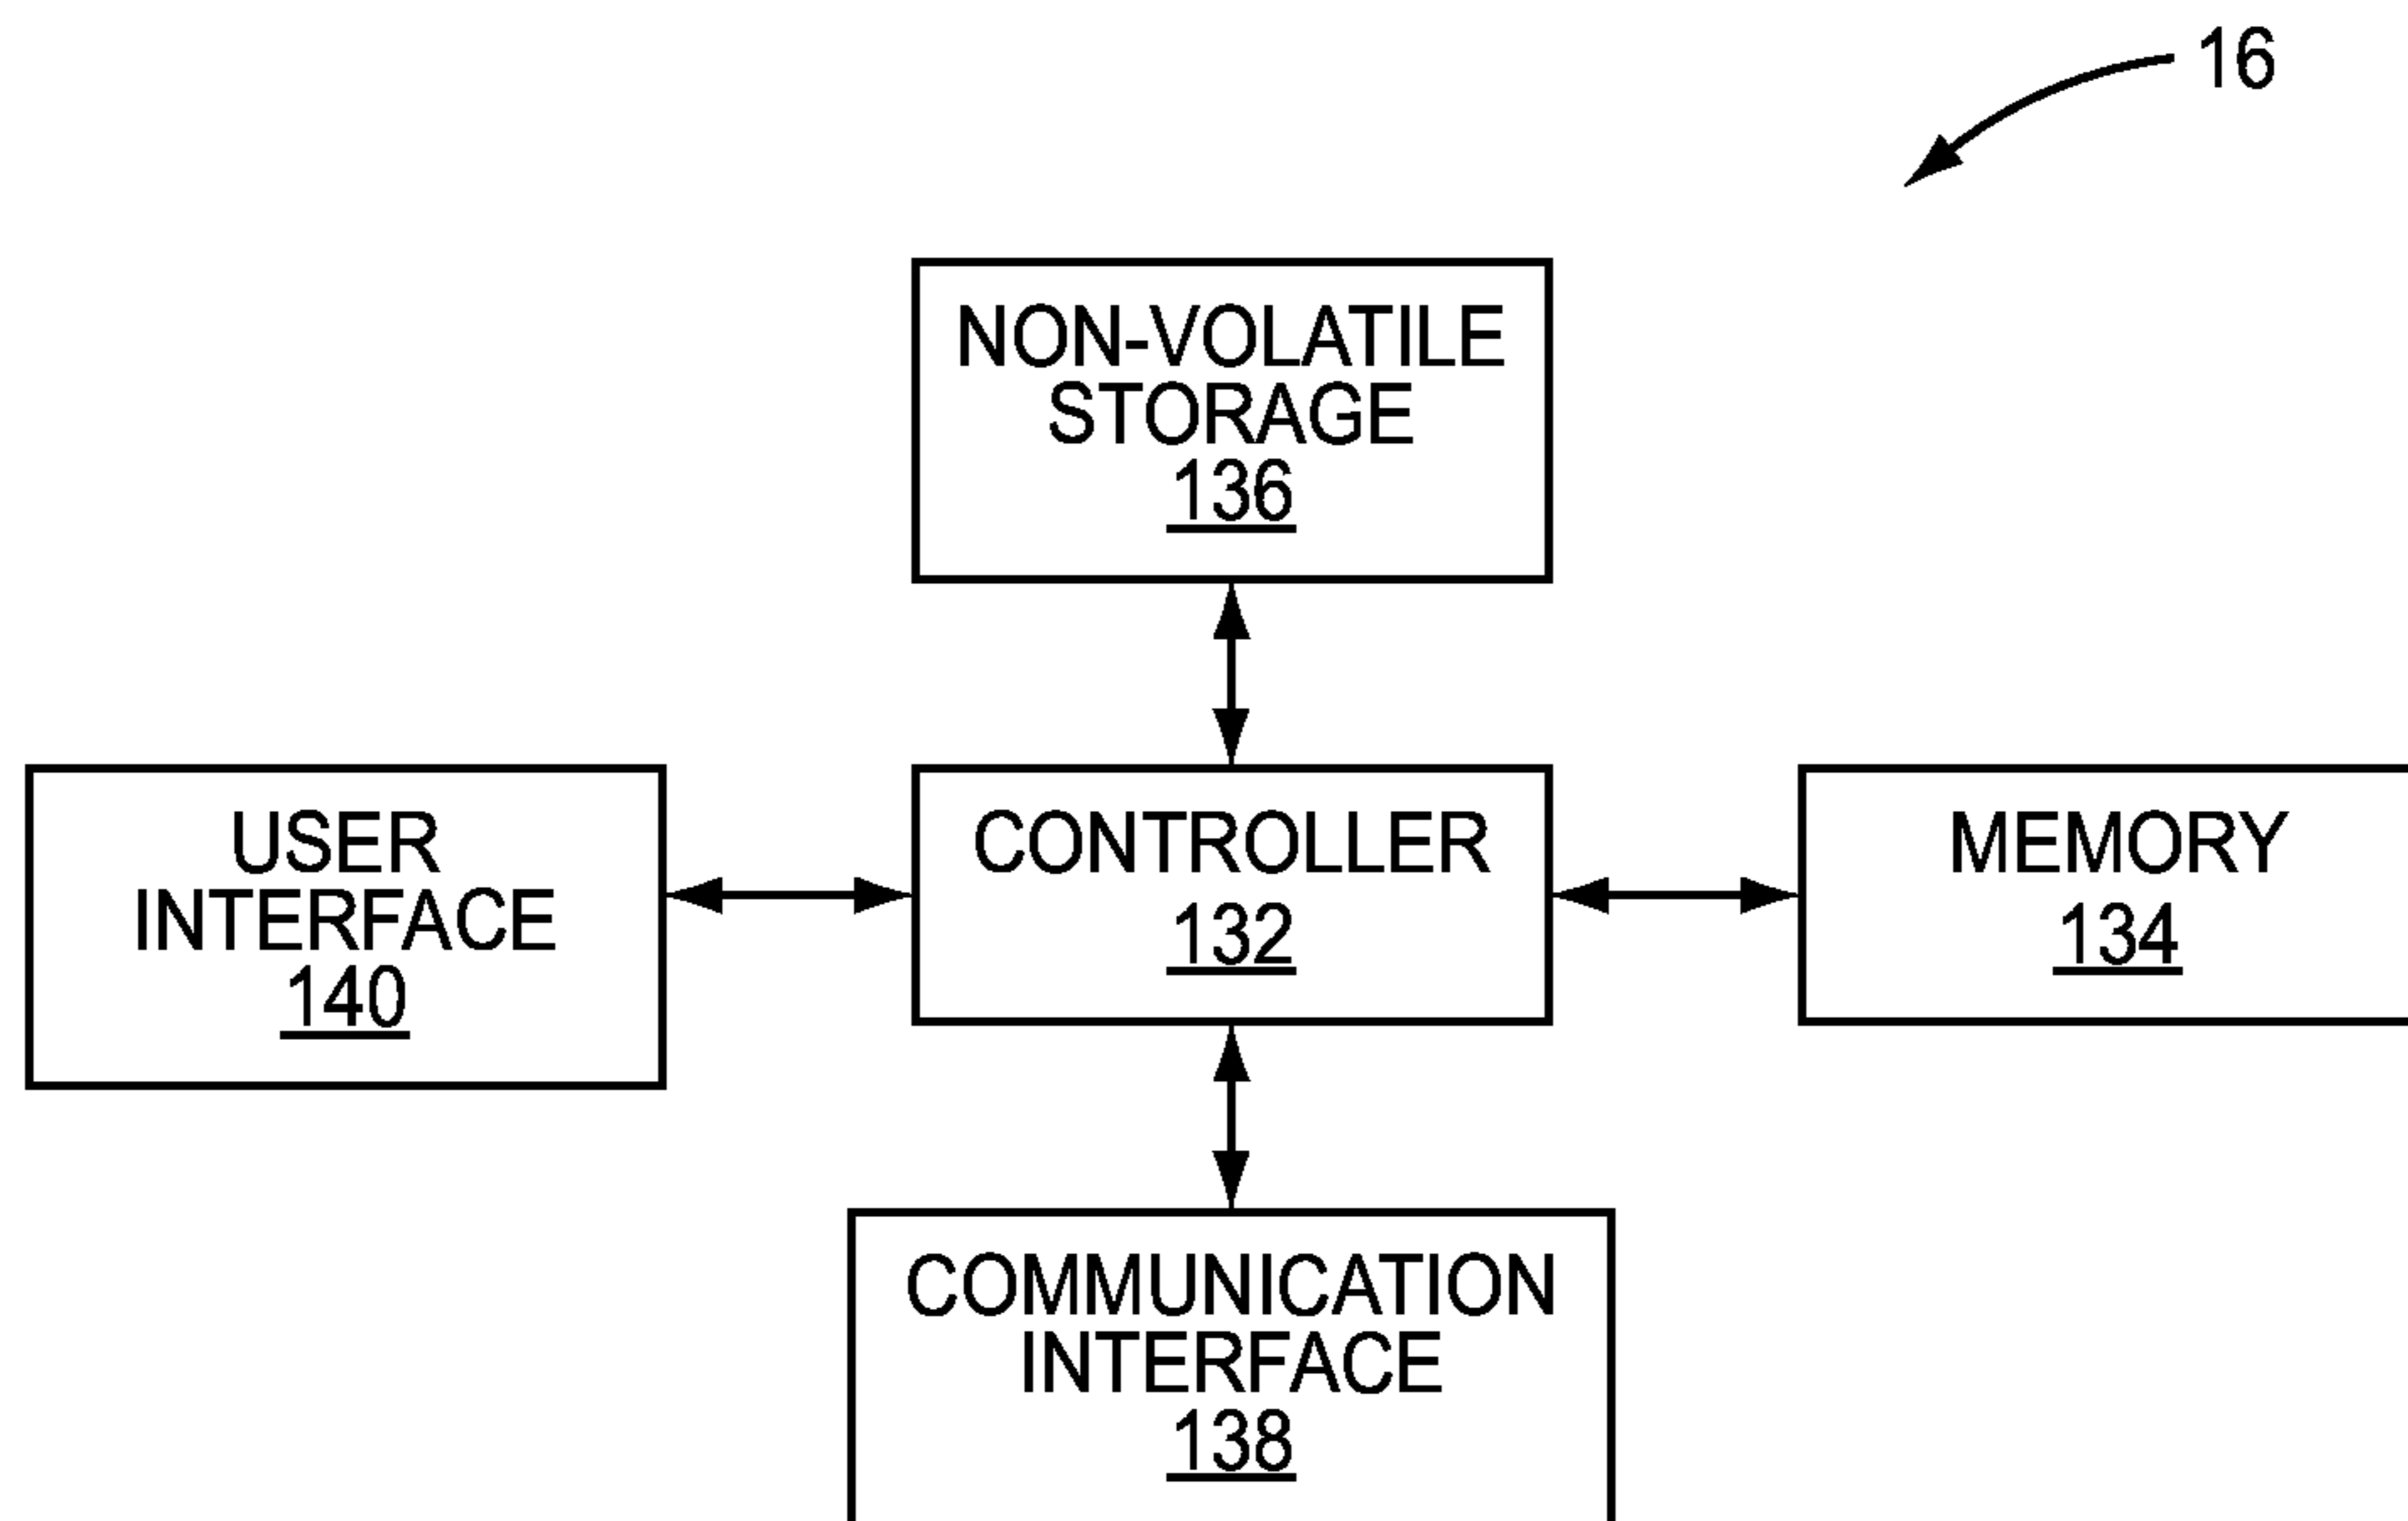 16
NON-VOLATILE
STORAGE
136
USER
INTERFACE
140
CONTROLLER
132
MEMORY
134
COMMUNICATION
INTERFACE
138